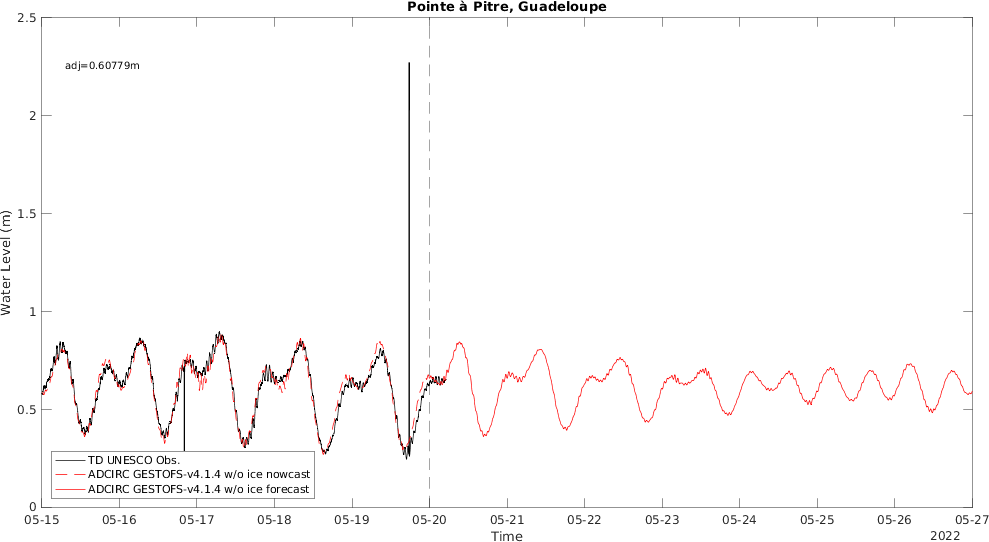 Pointe à Pitre, Guadeloupe
adj=0.60779m
Water Level (m)
2.5
2
1.5
1
0.5
0
TD UNESCO Obs.
ADCIRC GESTOFS-v4.1.4 w/o ice nowcast
ADCIRC GESTOFS-v4.1.4 w/o ice forecast
05-15 05-16 05-17 05-18 05-19 05-20 05-21 05-22 05-23 05-24 05-25 05-26 05-27
Time
2022